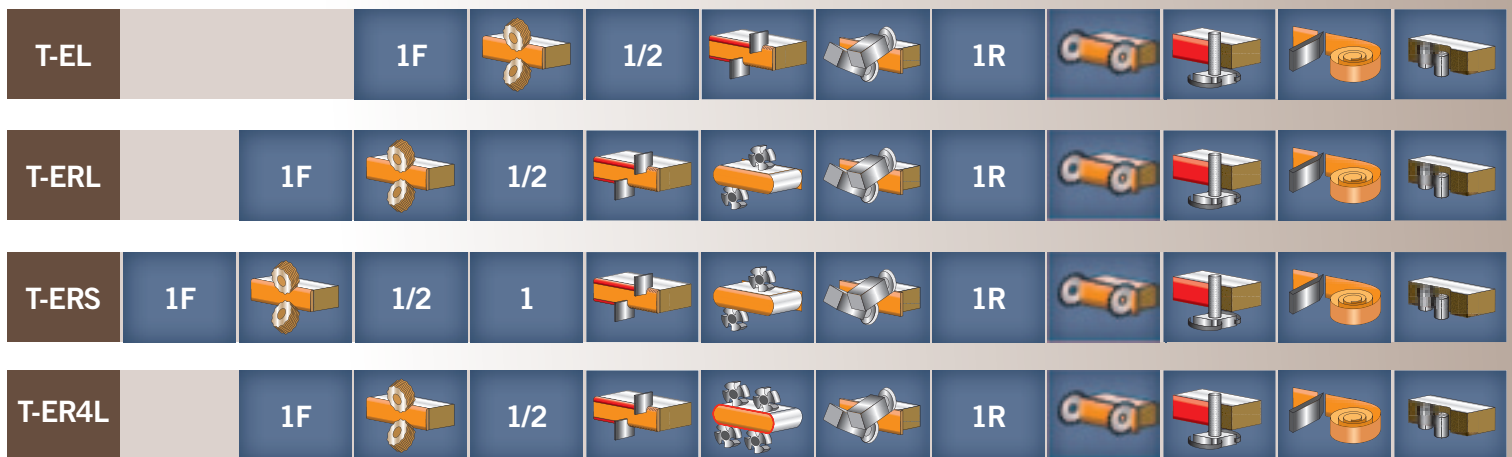 T-EL 1F 1/2 1R
T-ERL 1F 1/2 1R
T-ERS 1F 1/2 1 1R
T-ER4L 1F 1/2 1R